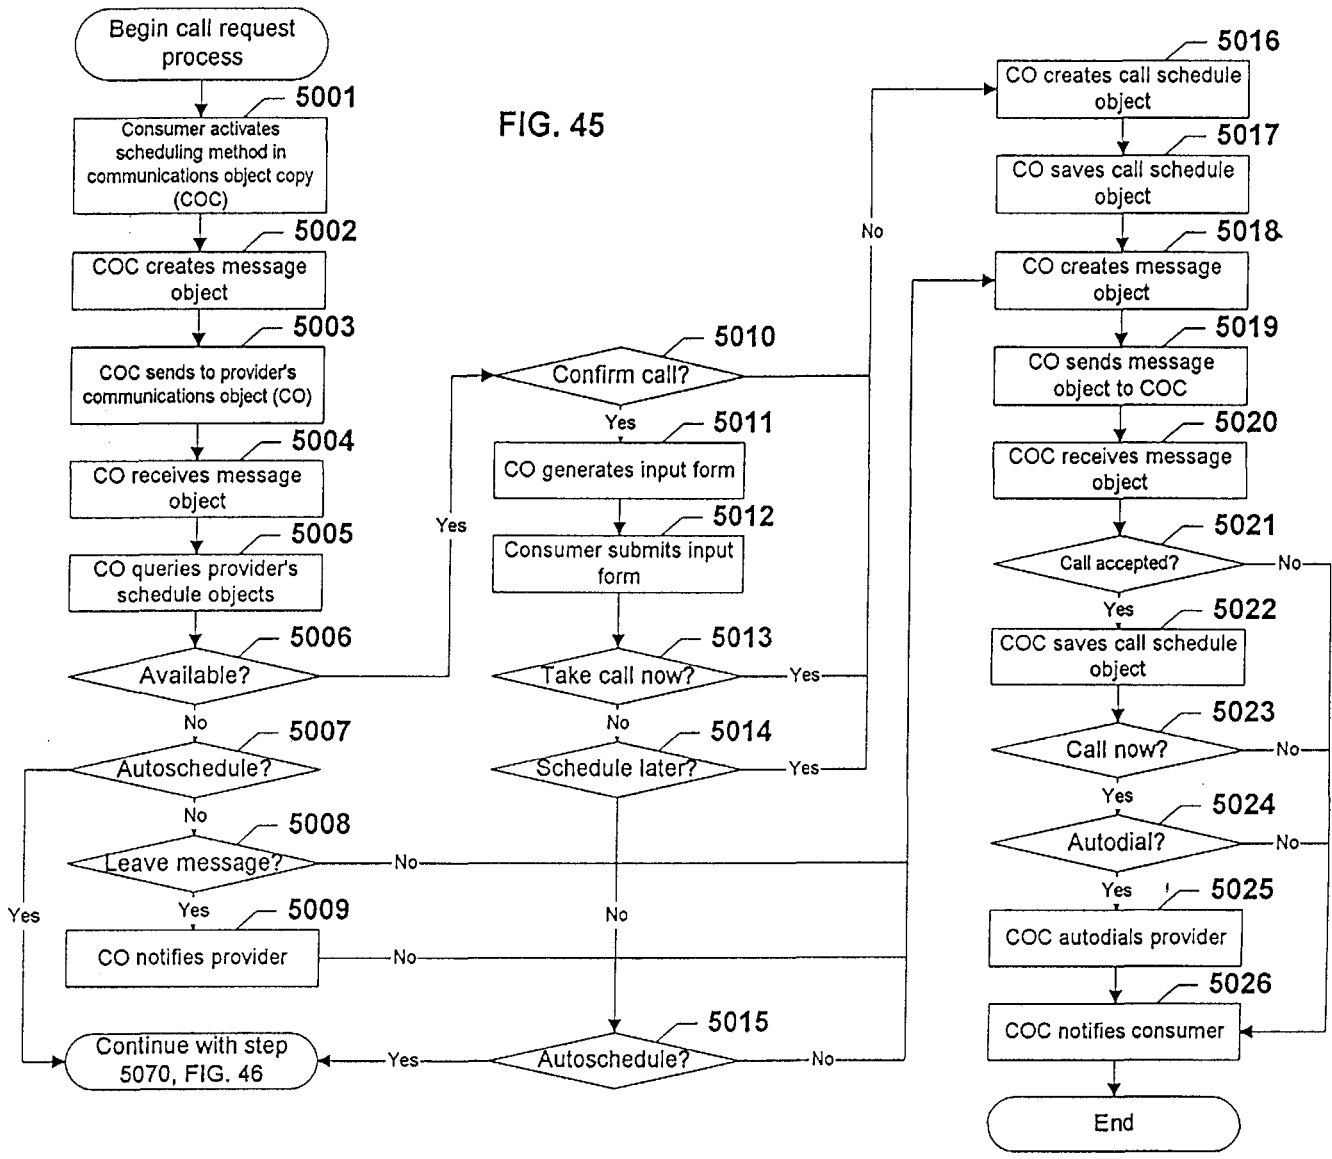 Begin call request
process
5001
Consumer activates
scheduling method in
communications object copy
(COC)
5002
COC creates message
object
5003
COC sends to provider's
communications object (CO)
5004
CO receives message
object
5005
CO queries provider's
schedule objects
5006
Available?
Yes
No
5007
Autoschedule?
Yes
No
5008
Leave message?
No
Yes
5009
CO notifies provider
No
Continue with step
5070, FIG. 46
FIG. 45
5010
Confirm call?
No
Yes
5011
CO generates input form
5012
Consumer submits input
form
5013
Take call now?
Yes
No
5014
Schedule later?
Yes
No
5015
Autoschedule?
Yes
No
5016
CO creates call schedule
object
5017
CO saves call schedule
object
5018
CO creates message
object
5019
CO sends message
object to COC
5020
COC receives message
object
5021
Call accepted?
No
Yes
5022
COC saves call schedule
object
5023
Call now?
No
Yes
5024
Autodial?
No
Yes
5025
COC autodials provider
5026
COC notifies consumer
End